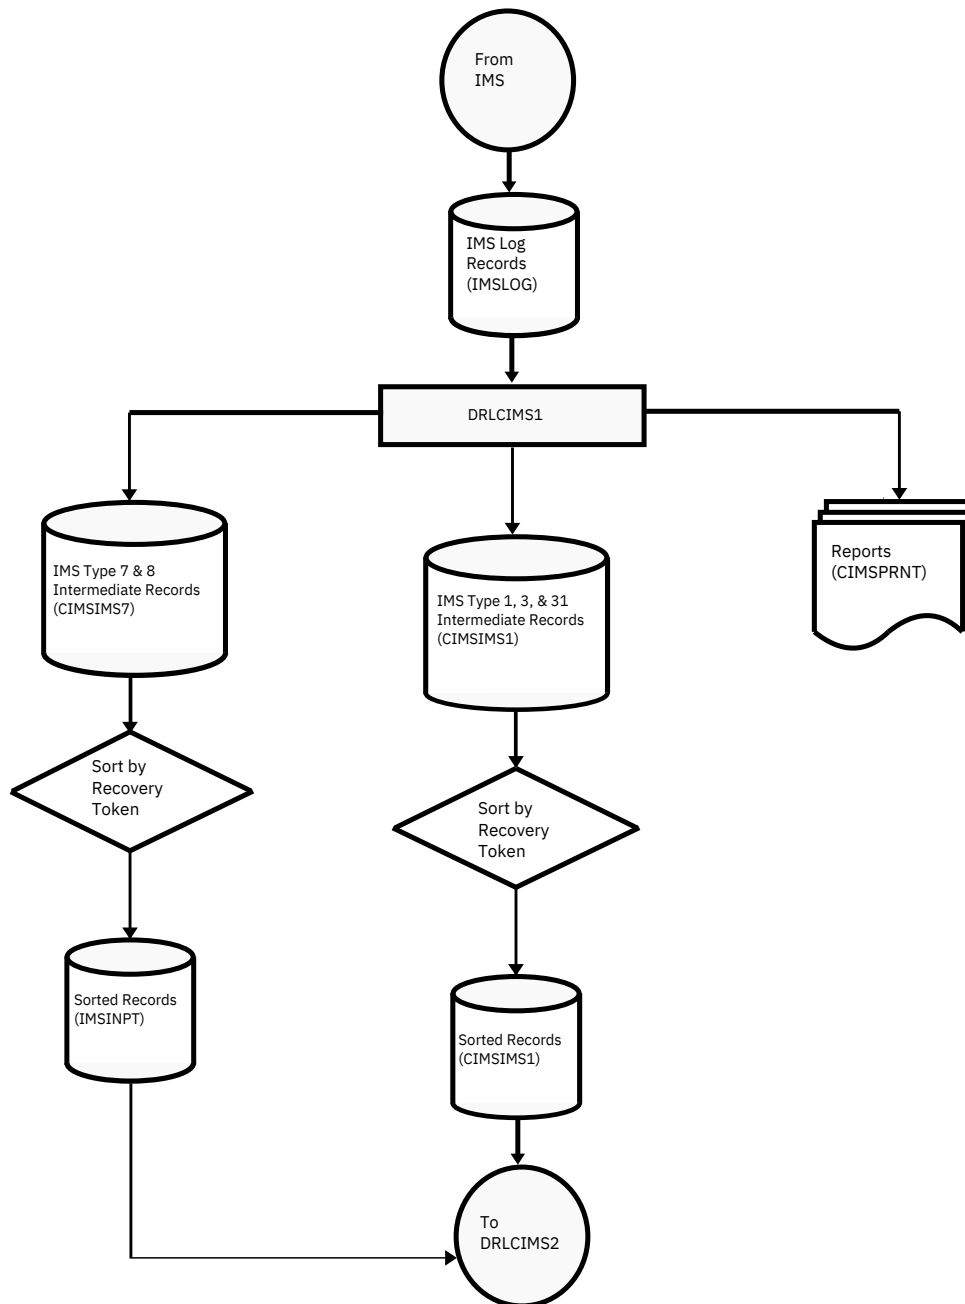 From
IMS
IMS Log
Records
(IMSLOG)
DRLCIMS1
IMS Type 7 & 8
Intermediate Records
(CIMSIMS7)
IMS Type 1, 3, & 31
Intermediate Records
(CIMSIMS1)
Reports
(CIMSPRNT)
Sort by
Recovery
Token
Sort by
Recovery
Token
Sorted Records
(IMSINPT)
Sorted Records
(CIMSIMS1)
To
DRLCIMS2